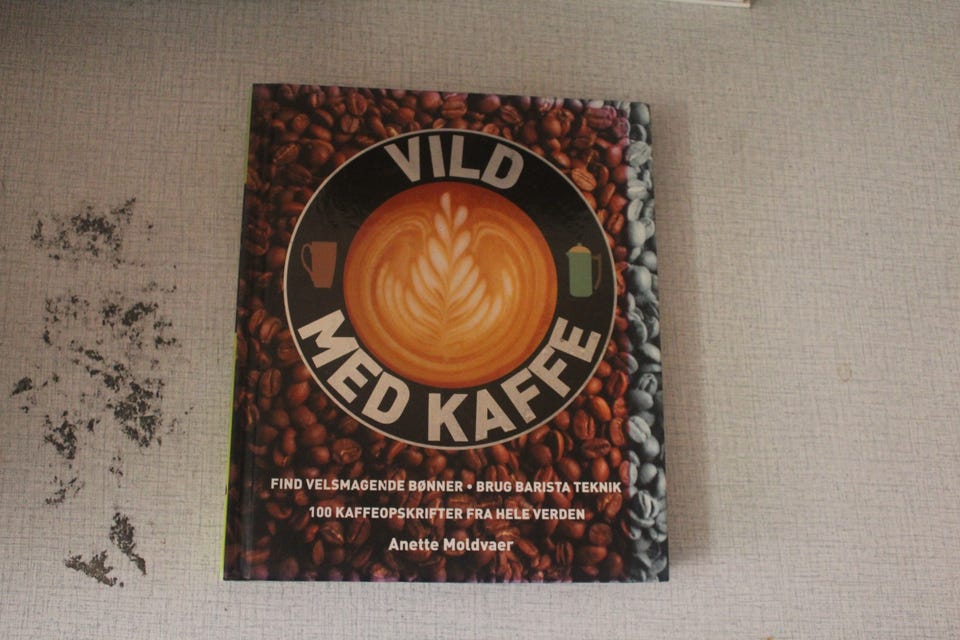 VILD
MED KAFFE
FIND VELSMAGENDE BØNNER • BRUG BARISTA TEKNIK
100 KAFFEOPSKRIFTER FRA HELE VERDEN
Anette Moldvaer